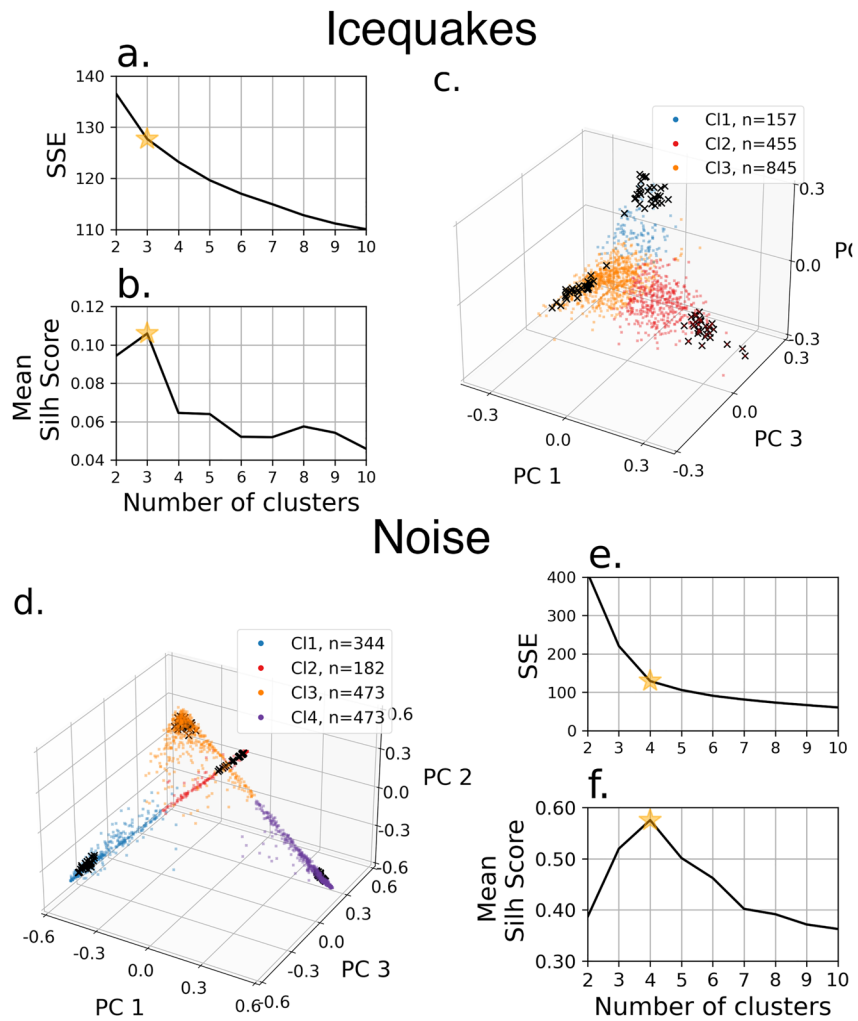 Icequakes
a.
140
130
120
110
SSE
2 3 4 5 6 7 8 9 10
b.
0.12
0.10
0.08
0.06
0.04
Mean
Silh Score
2 3 4 5 6 7 8 9 10
Number of clusters
c.
Cl1, n=157
Cl2, n=455
Cl3, n=845
0.3
0.0
-0.3
PC
-0.3
0.0
0.3
PC 1
-0.3
0.0
0.3
PC 3
Noise
d.
Cl1, n=344
Cl2, n=182
Cl3, n=473
Cl4, n=473
0.6
0.3
0.0
-0.3
-0.6
PC 2
-0.6
-0.3
0.0
0.3
0.6
PC 1
-0.6
-0.3
0.0
0.3
0.6
PC 3
e.
400
300
200
100
0
SSE
2 3 4 5 6 7 8 9 10
f.
0.60
0.50
0.40
0.30
Mean
Silh Score
2 3 4 5 6 7 8 9 10
Number of clusters